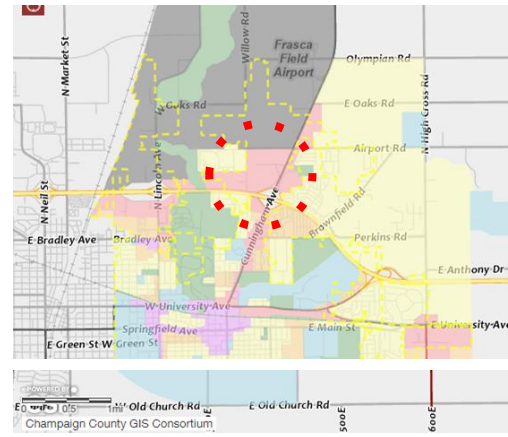 N Market St
Willow Rd
Frasca
Field
Airport
Olympian Rd
W Oaks Rd
E Oaks Rd
N High Cross Rd
Airport Rd
N Neil St
N Lincoln Ave
Cunningham Ave
Brownfield Rd
E Bradley Ave
Bradley Ave
Perkins Rd
E Anthony Dr
W University Ave
Springfield Ave
E Main St
E University Ave
E Green St W Green St
POWERED BY
0
0.5
1mi
W Old Church Rd
E Old Church Rd
500E
600E
Champaign County GIS Consortium